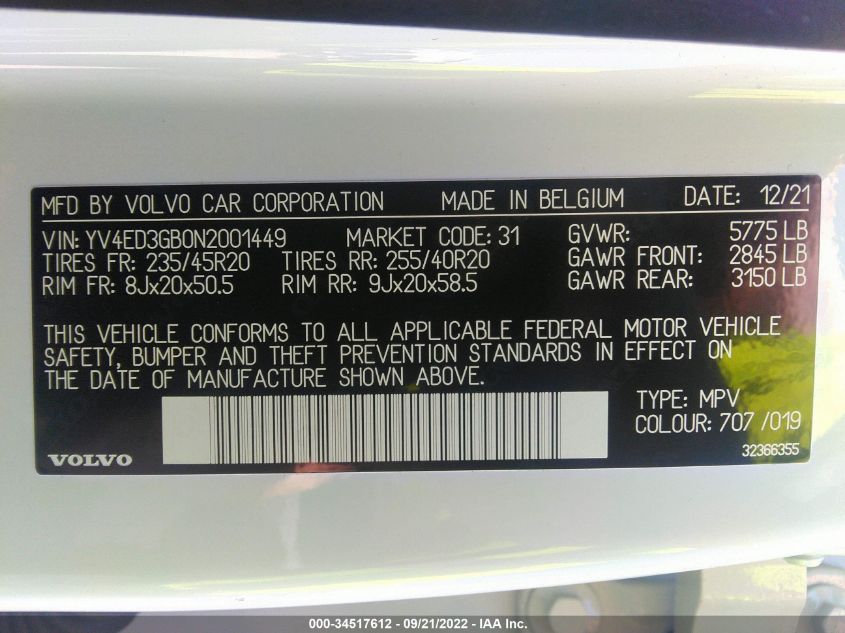 MFD BY VOLVO CAR CORPORATION MADE IN BELGIUM DATE: 12/21
VIN: YV4ED3GB0N2001449 MARKET CODE: 31 GVWR: 5775 LB
TIRES FR: 235/45R20 TIRES RR: 255/40R20 GAWR FRONT: 2845 LB
RIM FR: 8Jx20x50.5 RIM RR: 9Jx20x58.5 GAWR REAR: 3150 LB
THIS VEHICLE CONFORMS TO ALL APPLICABLE FEDERAL MOTOR VEHICLE
SAFETY, BUMPER AND THEFT PREVENTION STANDARDS IN EFFECT ON
THE DATE OF MANUFACTURE SHOWN ABOVE.
TYPE: MPV
COLOUR: 707 /019
VOLVO
32366355
000-34517612 - 09/21/2022 - IAA Inc.